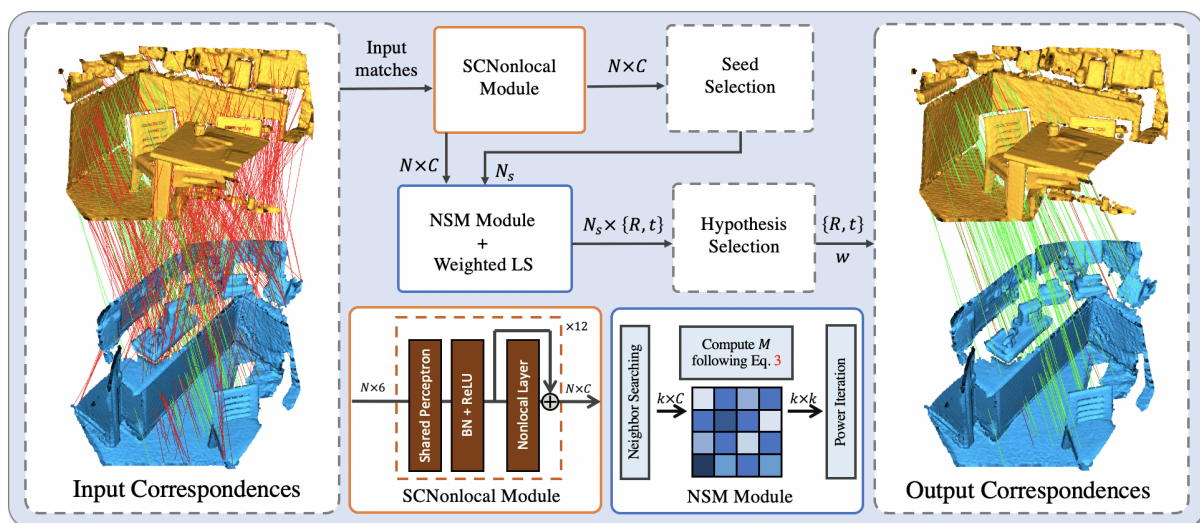 Input
matches
SCNonlocal
Module
N×C
Seed
Selection
N×C
N_s
NSM Module
+
Weighted LS
N_s × {R, t}
Hypothesis
Selection
{R, t}
w
Input Correspondences
×12
N×6
Shared Perceptron
BN + ReLU
Nonlocal Layer
N×C
SCNonlocal Module
Neighbor Searching
k×C
Compute M
following Eq. 3
k×k
Power Iteration
NSM Module
Output Correspondences